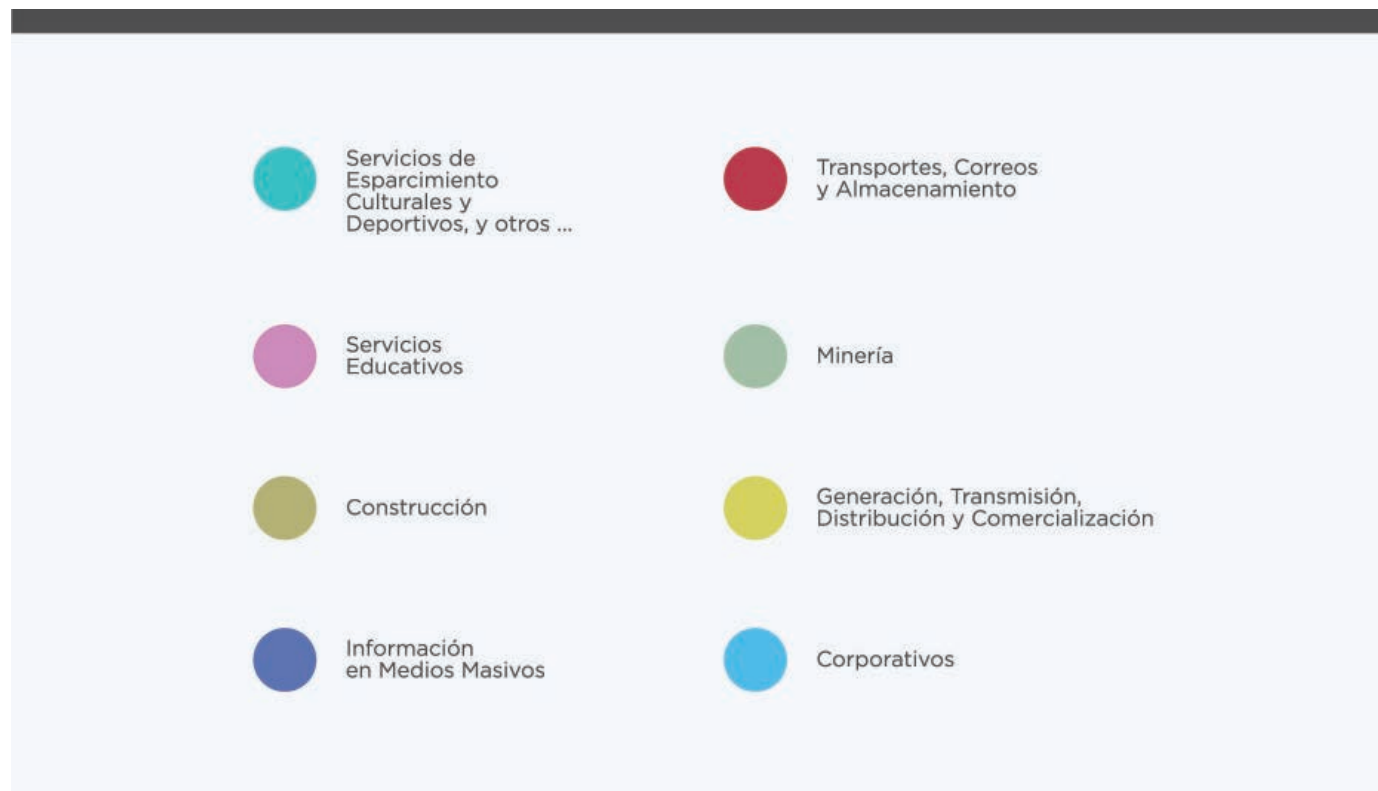 Servicios de
Esparcimiento
Culturales y
Deportivos, y otros ...
Transportes, Correos
y Almacenamiento
Servicios
Educativos
Minería
Construcción
Generación, Transmisión,
Distribución y Comercialización
Información
en Medios Masivos
Corporativos